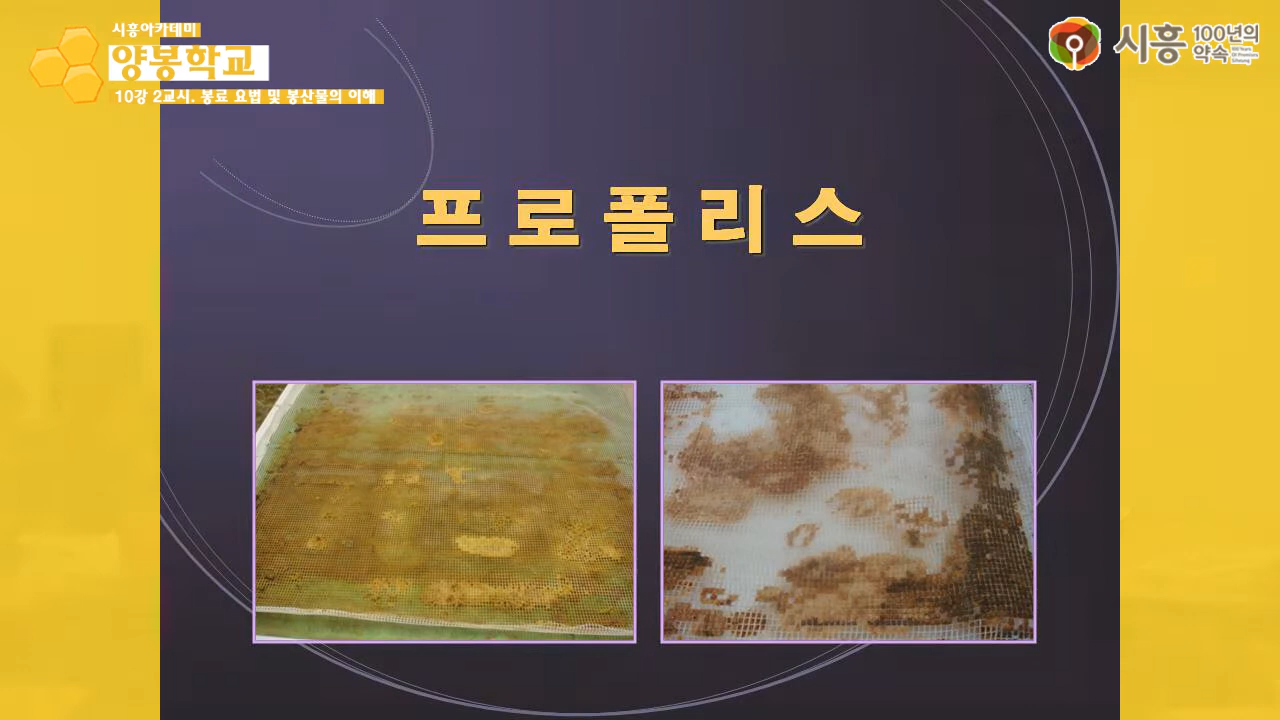 시흥아카데미
양봉학교
10강 2교시. 봉료 요법 및 봉산물의 이해
시흥 100년의 약속
프로폴리스